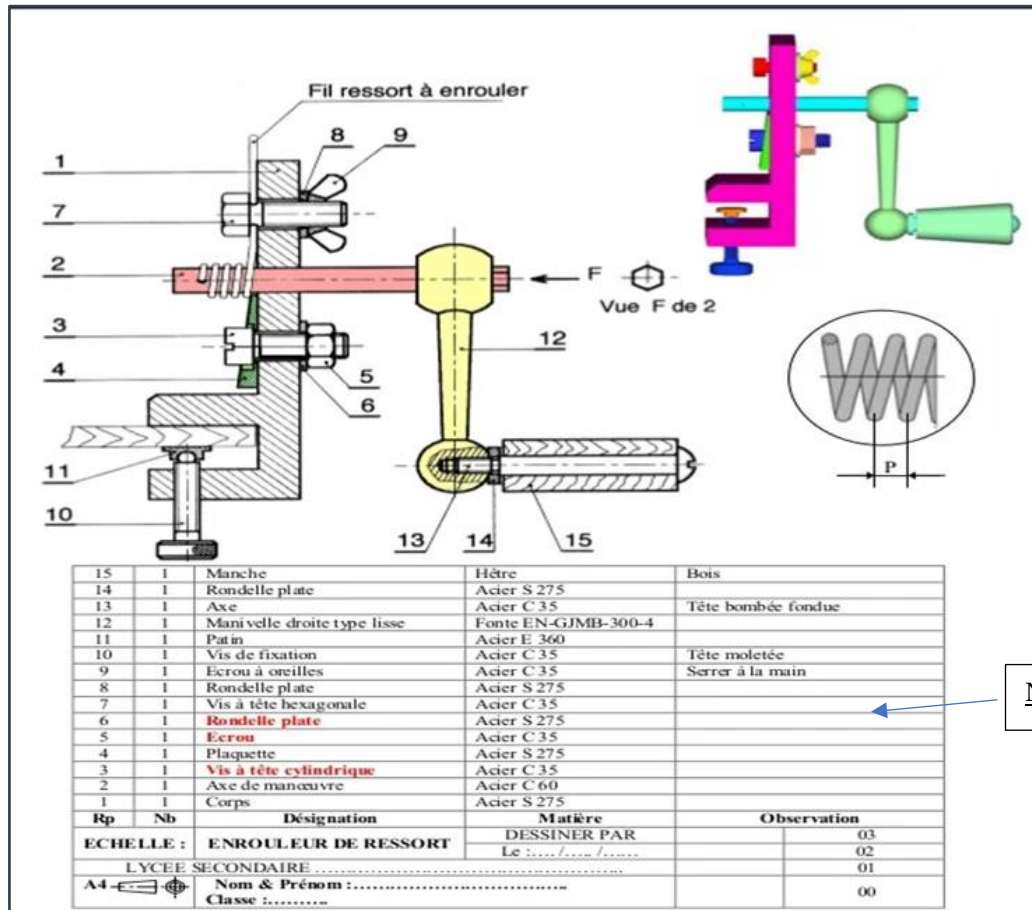 Fil ressort à enrouler
8
9
1
7
2
F
Vue F de 2
3
12
4
5
6
P
11
10
13
14
15
15 1 Manche Hêtre Bois
14 1 Rondelle plate Acier S 275
13 1 Axe Acier C 35 Tête bombée fondue
12 1 Manivelle droite type lisse Fonte EN-GJMB-300-4
11 1 Patin Acier E 360
10 1 Vis de fixation Acier C 35 Tête moletée
9 1 Ecrou à oreilles Acier C 35 Serrer à la main
8 1 Rondelle plate Acier S 275
7 1 Vis à tête hexagonale Acier C 35
6 1 Rondelle plate Acier S 275
5 1 Ecrou Acier C 35
4 1 Plaquette Acier S 275
3 1 Vis à tête cylindrique Acier C 35
2 1 Axe de manœuvre Acier C 60
1 1 Corps Acier S 275
Rp Nb Désignation Matière Observation
ECHELLE : ENROULEUR DE RESSORT DESSINER PAR 03
Le :..... /..... /...... 02
LYCEE SECONDAIRE ........................................................ 01
A4 Nom & Prénom :.................................. 00
Classe :..........